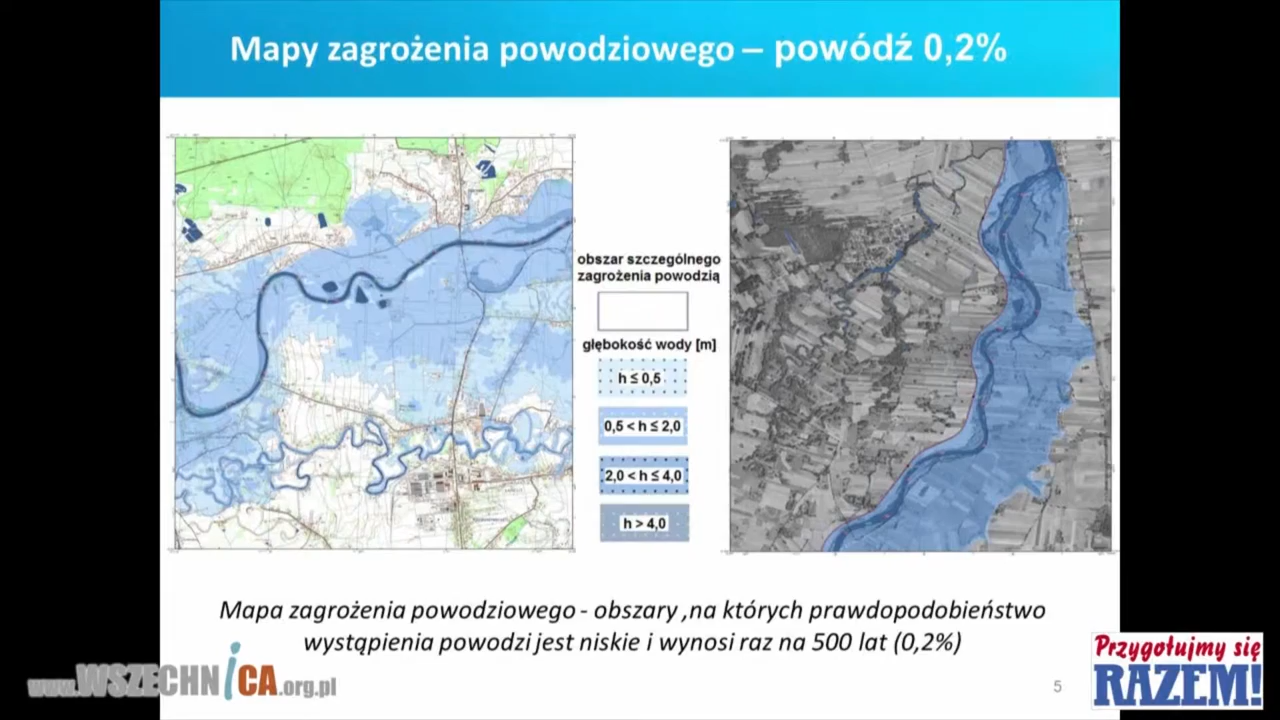 Mapy zagrożenia powodziowego – powódź 0,2%
obszar szczególnego
zagrożenia powodzią
głębokość wody [m]
h ≤ 0,5
0,5 < h ≤ 2,0
2,0 < h ≤ 4,0
h > 4,0
Mapa zagrożenia powodziowego - obszary ,na których prawdopodobieństwo
wystąpienia powodzi jest niskie i wynosi raz na 500 lat (0,2%)
www.WSZECHNiCA.org.pl
5
Przygotujmy się
RAZEM!